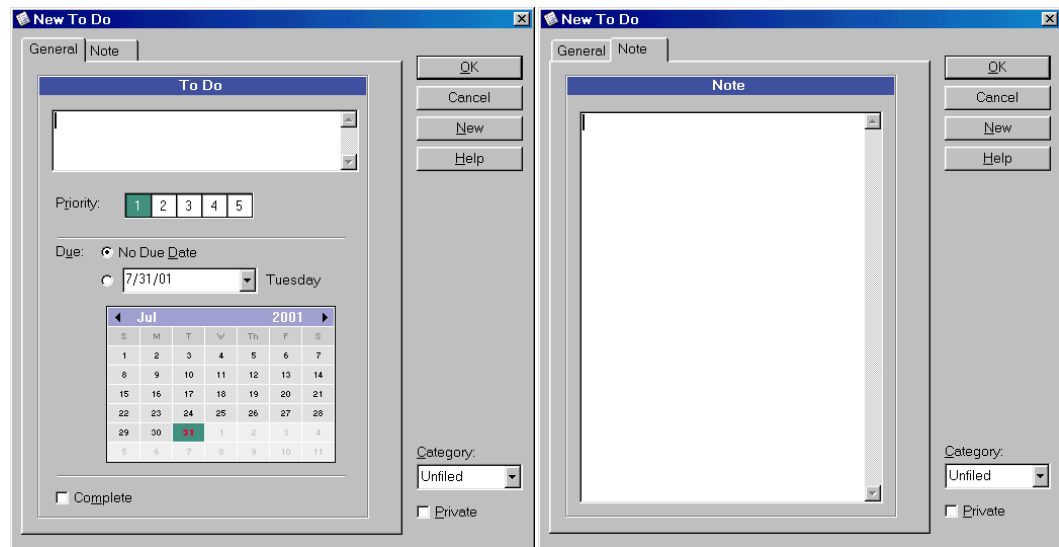 New To Do
General Note
To Do
Priority: 1 2 3 4 5
Due: No Due Date
7/31/01 Tuesday
Jul 2001
S M T W Th F S
1 2 3 4 5 6 7
8 9 10 11 12 13 14
15 16 17 18 19 20 21
22 23 24 25 26 27 28
29 30 31 1 2 3 4
5 6 7 8 9 10 11
Complete
OK
Cancel
New
Help
Category:
Unfiled
Private
New To Do
General Note
Note
OK
Cancel
New
Help
Category:
Unfiled
Private